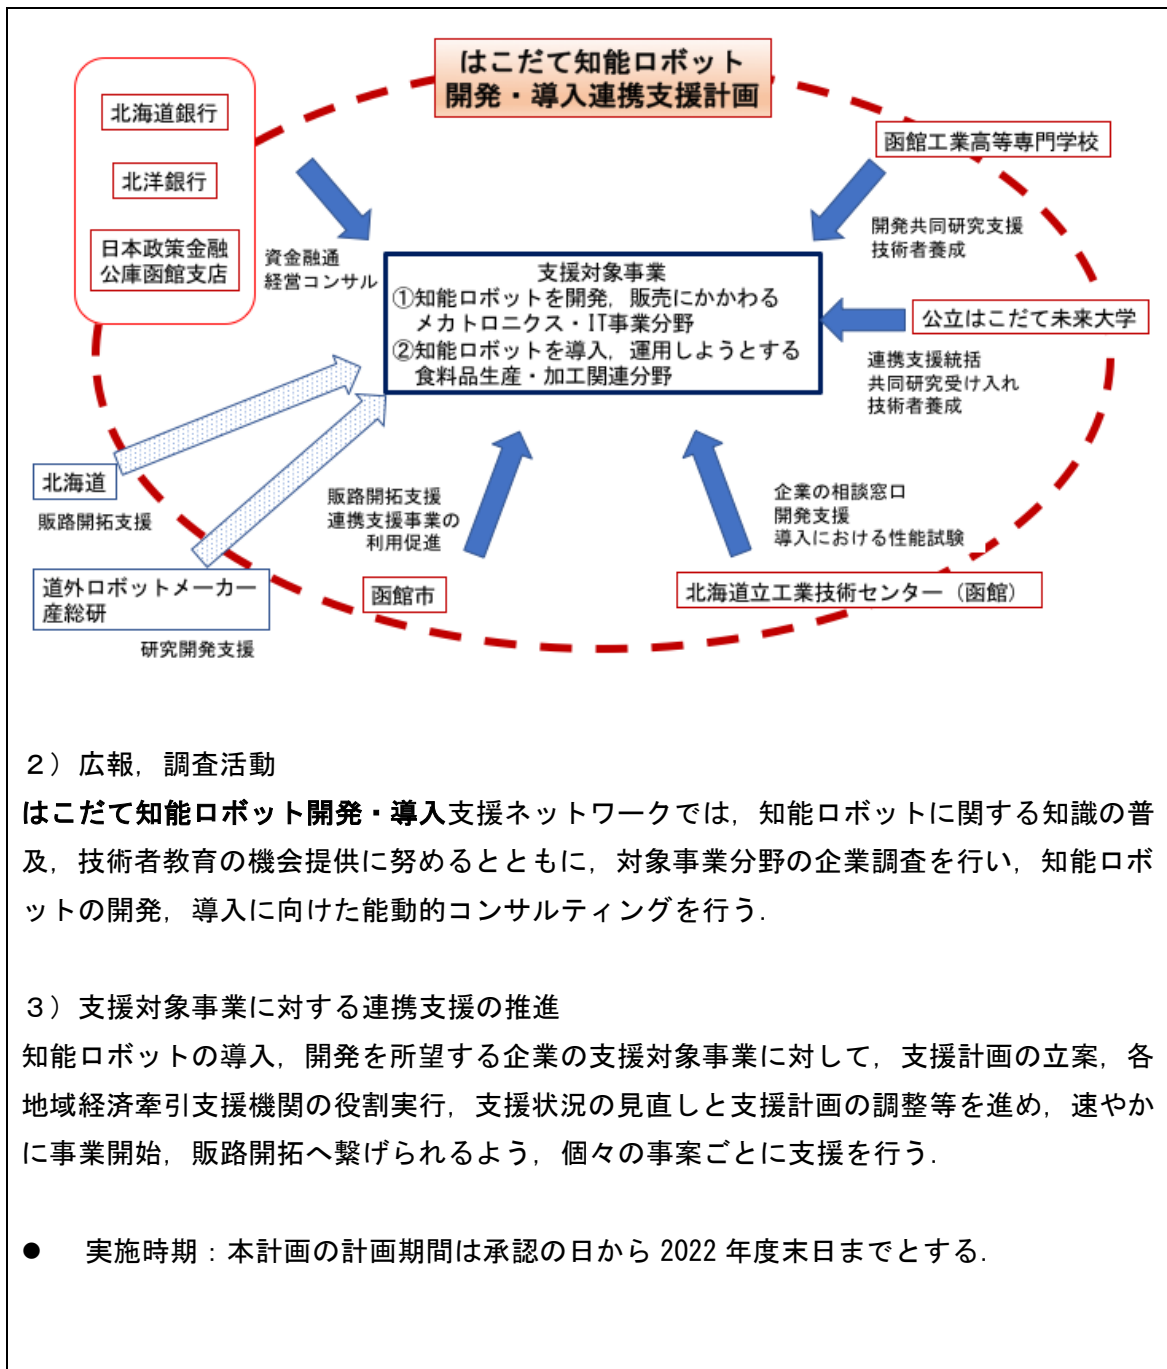 はこだて知能ロボット
開発・導入連携支援計画
北海道銀行
北洋銀行
日本政策金融
公庫函館支店
資金融通
経営コンサル
函館工業高等専門学校
開発共同研究支援
技術者養成
支援対象事業
①知能ロボットを開発，販売にかかわる
メカトロニクス・IT事業分野
②知能ロボットを導入，運用しようとする
食料品生産・加工関連分野
公立はこだて未来大学
連携支援統括
共同研究受け入れ
技術者養成
北海道
販路開拓支援
道外ロボットメーカー
産総研
研究開発支援
販路開拓支援
連携支援事業の
利用促進
函館市
企業の相談窓口
開発支援
導入における性能試験
北海道立工業技術センター（函館）
２）広報，調査活動
はこだて知能ロボット開発・導入支援ネットワークでは，知能ロボットに関する知識の普
及，技術者教育の機会提供に努めるとともに，対象事業分野の企業調査を行い，知能ロボ
ットの開発，導入に向けた能動的コンサルティングを行う．
３）支援対象事業に対する連携支援の推進
知能ロボットの導入，開発を所望する企業の支援対象事業に対して，支援計画の立案，各
地域経済牽引支援機関の役割実行，支援状況の見直しと支援計画の調整等を進め，速やか
に事業開始，販路開拓へ繋げられるよう，個々の事案ごとに支援を行う．
● 実施時期：本計画の計画期間は承認の日から 2022 年度末日までとする．